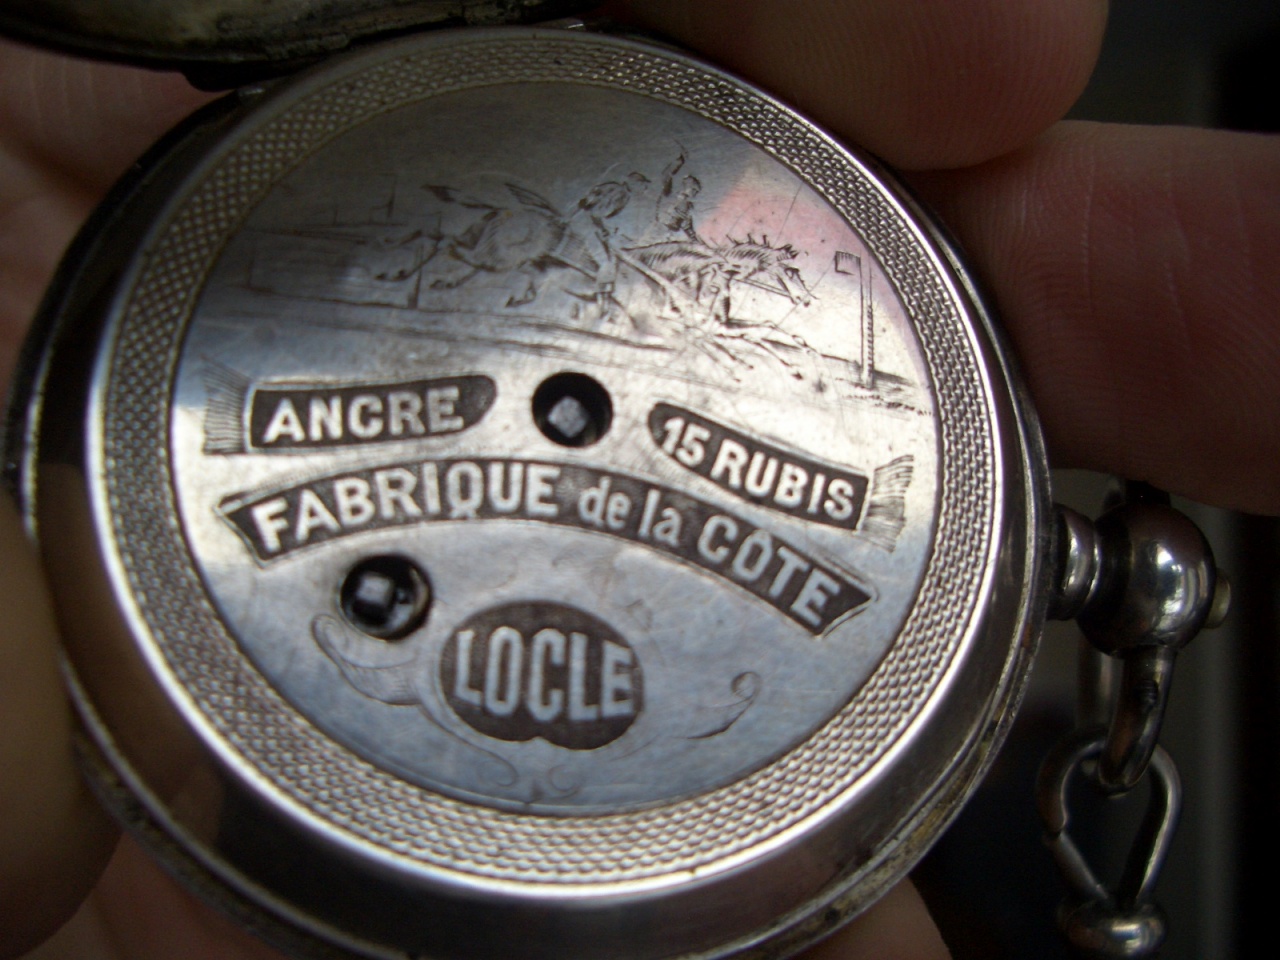 ANCRE
15 RUBIS
FABRIQUE de la CÔTE
LOCLE